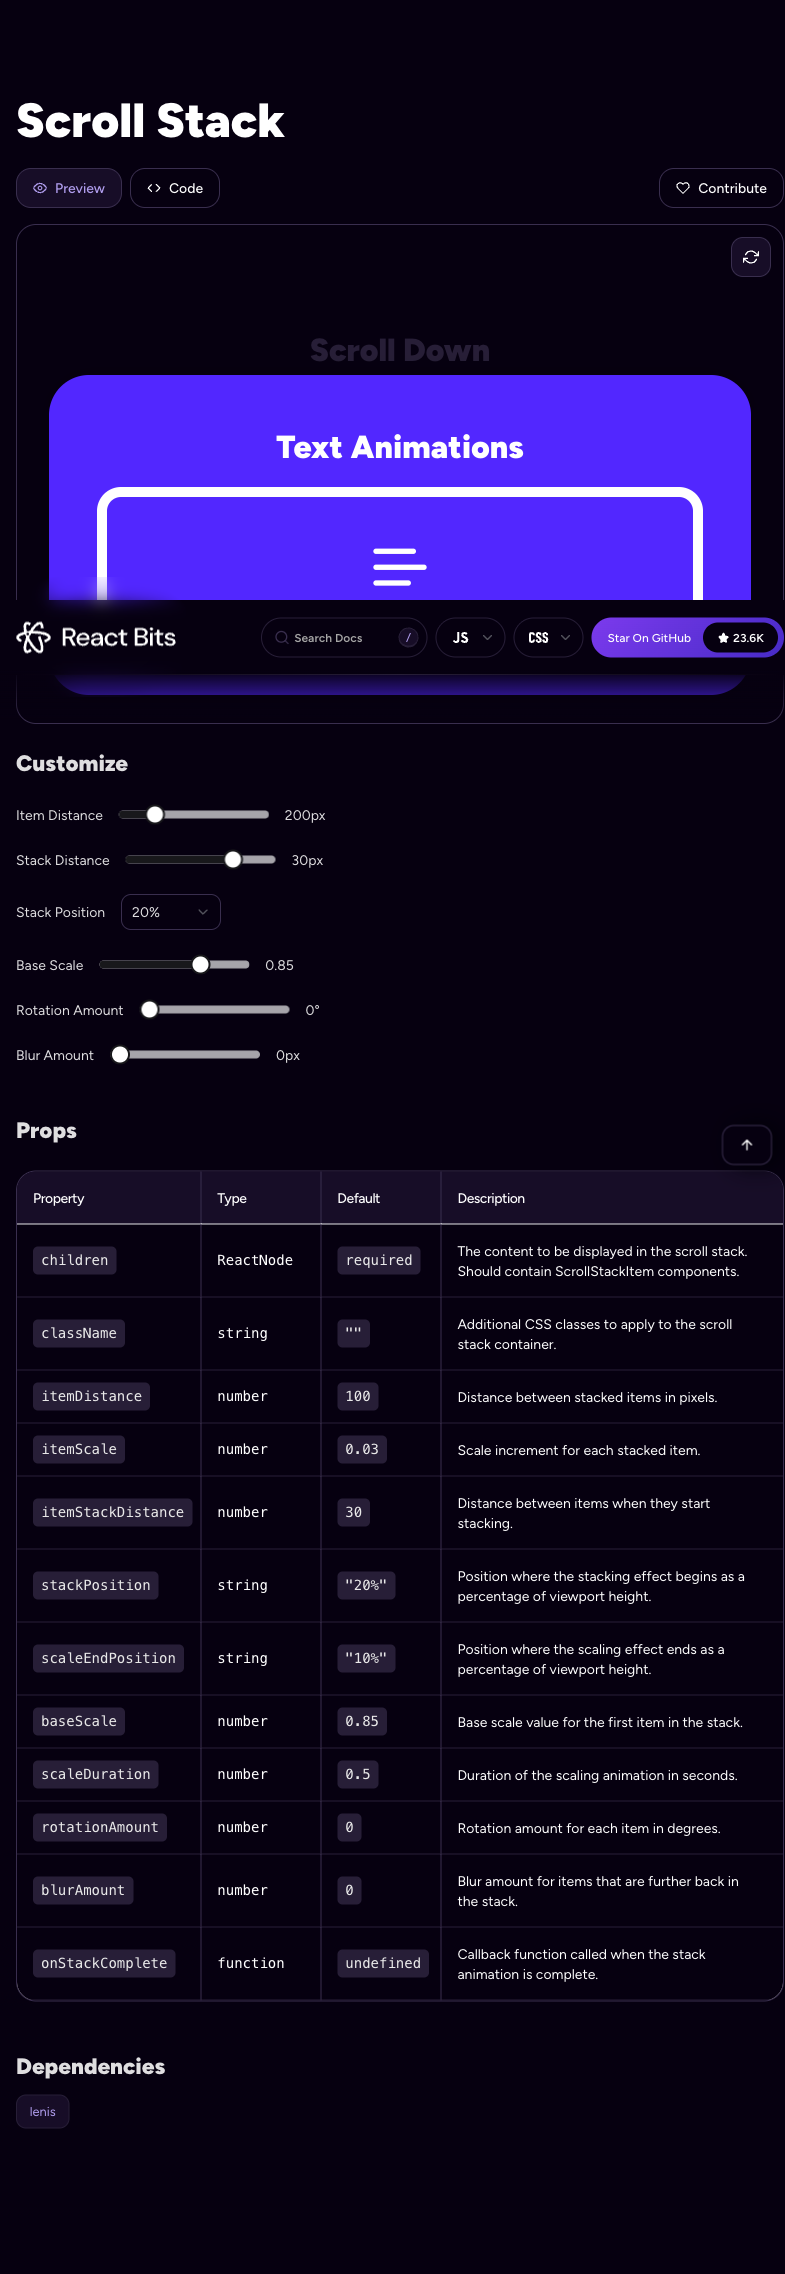 Scroll Stack
Preview
Code
Contribute
Scroll Down
Text Animations
React Bits
Search Docs
/
JS
CSS
Star On GitHub
23.6K
Customize
Item Distance 200px
Stack Distance 30px
Stack Position 20%
Base Scale 0.85
Rotation Amount 0°
Blur Amount 0px
Props
Property Type Default Description
children ReactNode required The content to be displayed in the scroll stack.
Should contain ScrollStackItem components.
className string "" Additional CSS classes to apply to the scroll
stack container.
itemDistance number 100 Distance between stacked items in pixels.
itemScale number 0.03 Scale increment for each stacked item.
itemStackDistance number 30 Distance between items when they start
stacking.
stackPosition string "20%" Position where the stacking effect begins as a
percentage of viewport height.
scaleEndPosition string "10%" Position where the scaling effect ends as a
percentage of viewport height.
baseScale number 0.85 Base scale value for the first item in the stack.
scaleDuration number 0.5 Duration of the scaling animation in seconds.
rotationAmount number 0 Rotation amount for each item in degrees.
blurAmount number 0 Blur amount for items that are further back in
the stack.
onStackComplete function undefined Callback function called when the stack
animation is complete.
Dependencies
lenis